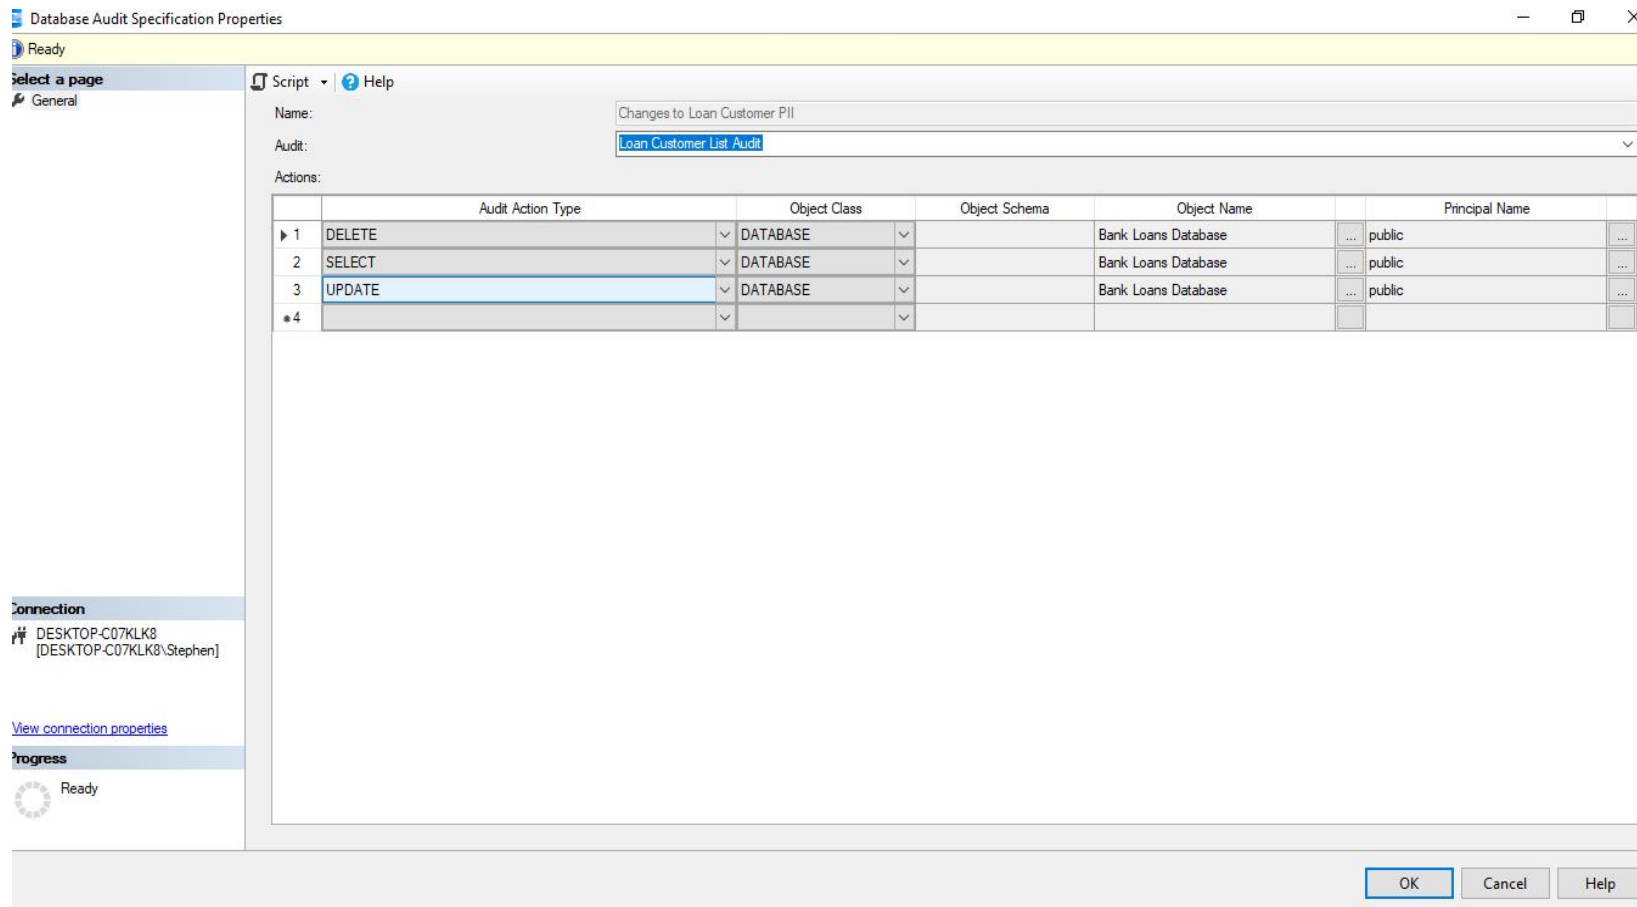 Database Audit Specification Properties
Ready
Select a page
General
Script Help
Name: Changes to Loan Customer PII
Audit: Loan Customer List Audit
Actions:
Audit Action Type Object Class Object Schema Object Name Principal Name
1 DELETE DATABASE Bank Loans Database ... public ...
2 SELECT DATABASE Bank Loans Database ... public ...
3 UPDATE DATABASE Bank Loans Database ... public ...
4
Connection
DESKTOP-C07KLK8
[DESKTOP-C07KLK8\Stephen]
View connection properties
Progress
Ready
OK Cancel Help